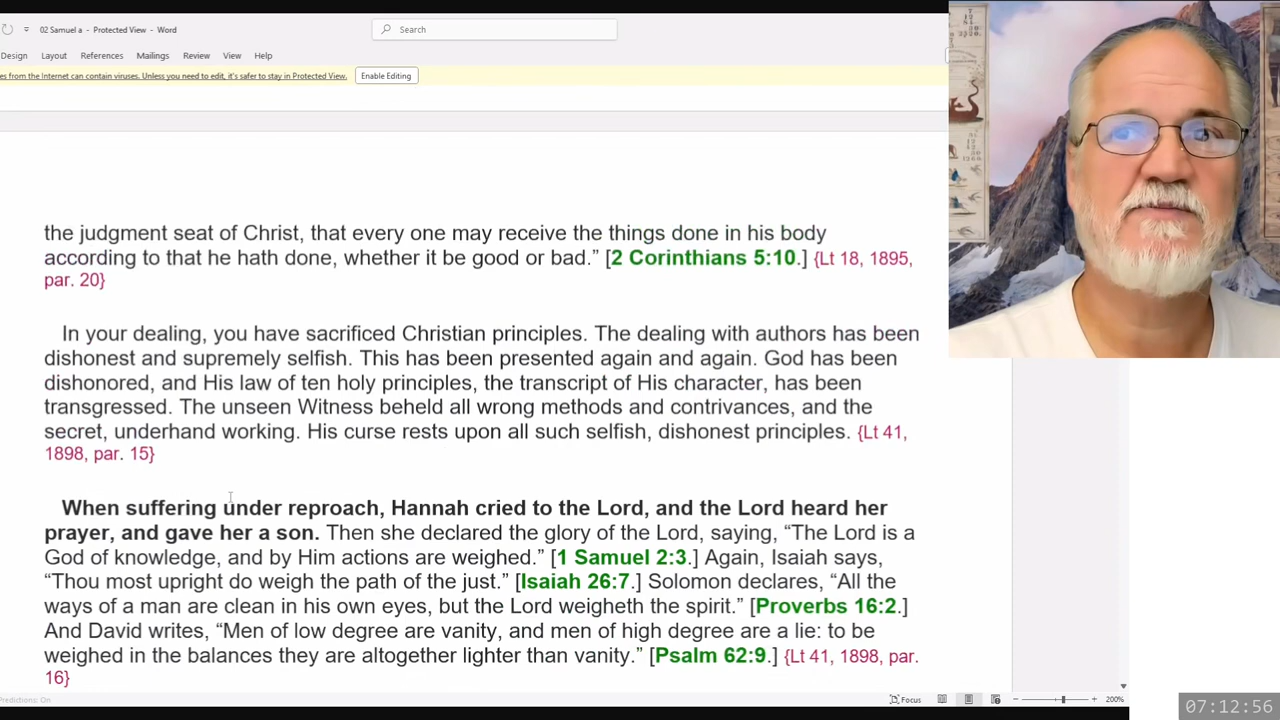 02 Samuel a - Protected View - Word
Search
Design Layout References Mailings Review View Help
es from the Internet can contain viruses. Unless you need to edit, it's safer to stay in Protected View. Enable Editing
the judgment seat of Christ, that every one may receive the things done in his body
according to that he hath done, whether it be good or bad.” [2 Corinthians 5:10.] {Lt 18, 1895,
par. 20}
In your dealing, you have sacrificed Christian principles. The dealing with authors has been
dishonest and supremely selfish. This has been presented again and again. God has been
dishonored, and His law of ten holy principles, the transcript of His character, has been
transgressed. The unseen Witness beheld all wrong methods and contrivances, and the
secret, underhand working. His curse rests upon all such selfish, dishonest principles. {Lt 41,
1898, par. 15}
When suffering under reproach, Hannah cried to the Lord, and the Lord heard her
prayer, and gave her a son. Then she declared the glory of the Lord, saying, “The Lord is a
God of knowledge, and by Him actions are weighed.” [1 Samuel 2:3.] Again, Isaiah says,
“Thou most upright do weigh the path of the just.” [Isaiah 26:7.] Solomon declares, “All the
ways of a man are clean in his own eyes, but the Lord weigheth the spirit.” [Proverbs 16:2.]
And David writes, “Men of low degree are vanity, and men of high degree are a lie: to be
weighed in the balances they are altogether lighter than vanity.” [Psalm 62:9.] {Lt 41, 1898, par.
16}
Predictions: On
Focus
200%
07:12:56